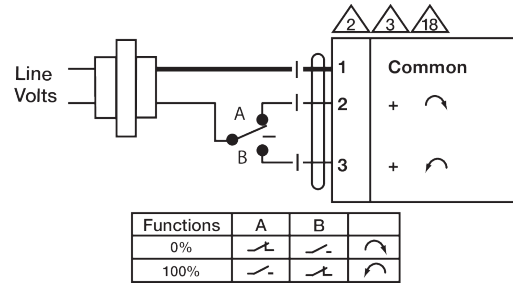 2 3 18
Line
Volts
1 Common
A
2 +
B
3 +
Functions A B
0%
100%